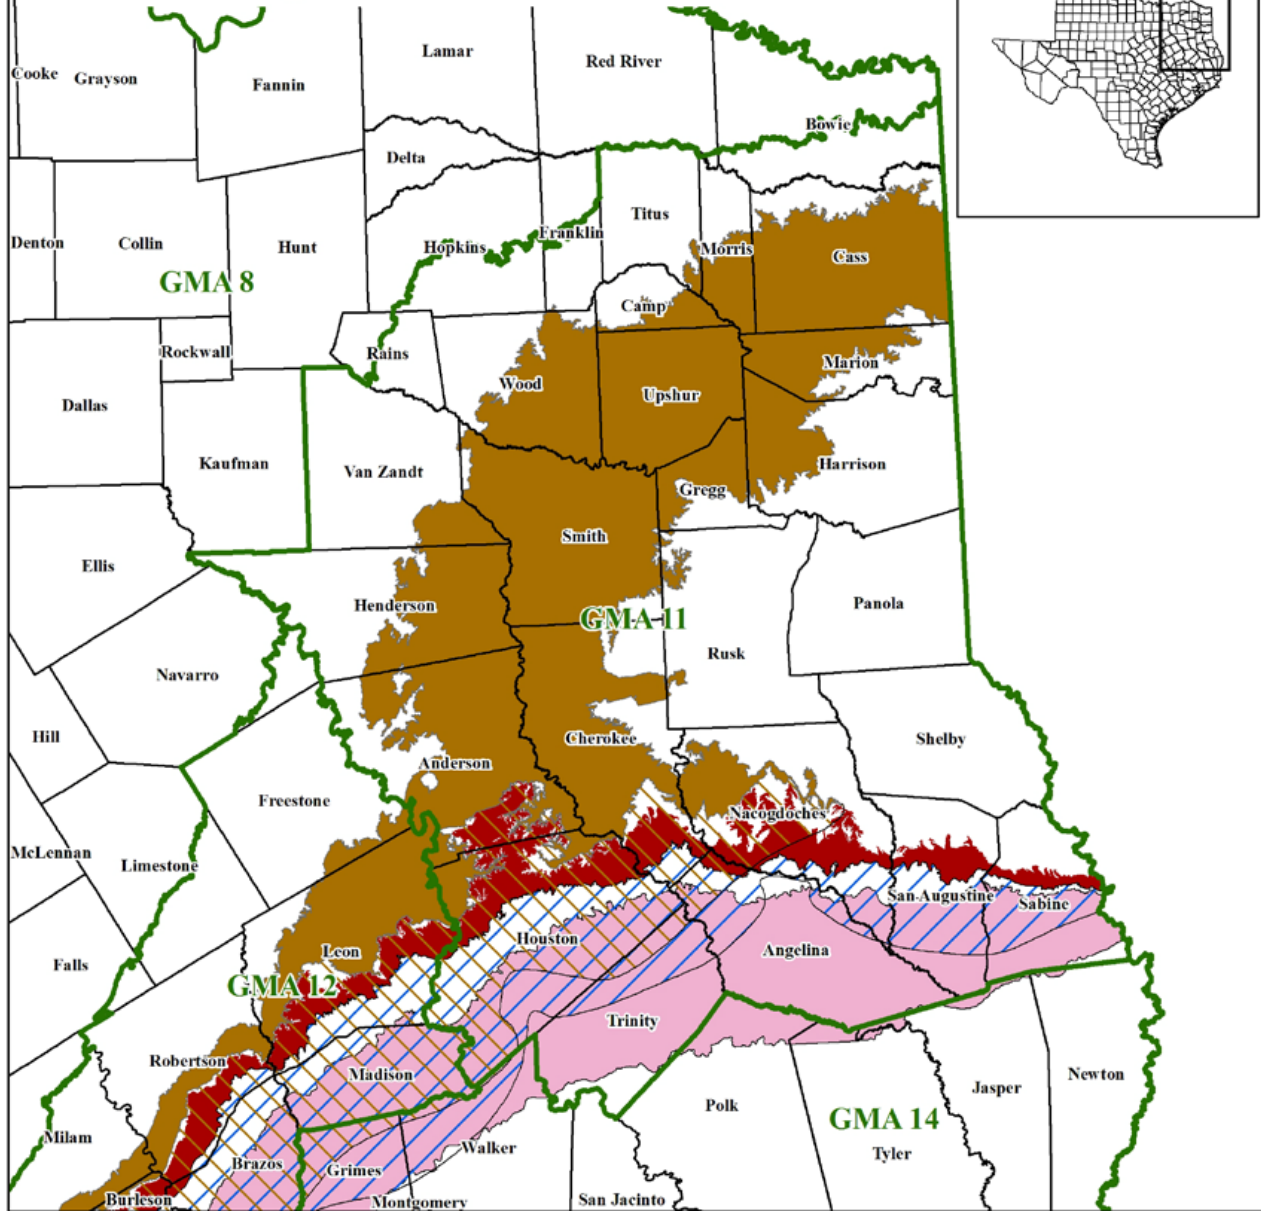 Lamar
Red River
Cooke
Grayson
Fannin
Bowie
Delta
Titus
Franklin
Denton
Collin
Hunt
Hopkins
Morris
Cass
GMA 8
Camp
Rockwall
Rains
Marion
Wood
Upshur
Dallas
Kaufman
Van Zandt
Harrison
Gregg
Smith
Ellis
Henderson
Panola
GMA 11
Rusk
Navarro
Hill
Cherokee
Shelby
Anderson
Freestone
Nacogdoches
McLennan
Limestone
San Augustine
Sabine
Houston
Leon
Angelina
Falls
GMA 12
Trinity
Robertson
Madison
Newton
Jasper
Polk
GMA 14
Milam
Walker
Tyler
Brazos
Grimes
Burleson
Montgomery
San Jacinto